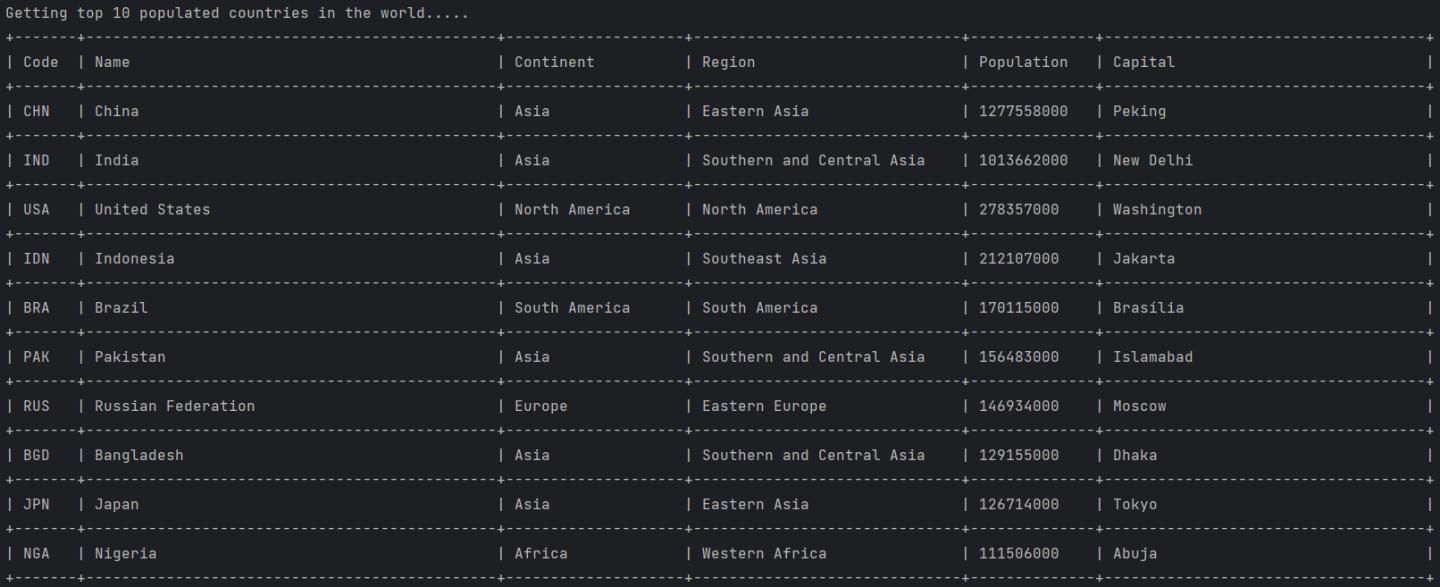 Getting top 10 populated countries in the world.....
| Code | Name | Continent | Region | Population | Capital |
| CHN | China | Asia | Eastern Asia | 1277558000 | Peking |
| IND | India | Asia | Southern and Central Asia | 1013662000 | New Delhi |
| USA | United States | North America | North America | 278357000 | Washington |
| IDN | Indonesia | Asia | Southeast Asia | 212107000 | Jakarta |
| BRA | Brazil | South America | South America | 170115000 | Brasília |
| PAK | Pakistan | Asia | Southern and Central Asia | 156483000 | Islamabad |
| RUS | Russian Federation | Europe | Eastern Europe | 146934000 | Moscow |
| BGD | Bangladesh | Asia | Southern and Central Asia | 129155000 | Dhaka |
| JPN | Japan | Asia | Eastern Asia | 126714000 | Tokyo |
| NGA | Nigeria | Africa | Western Africa | 111506000 | Abuja |